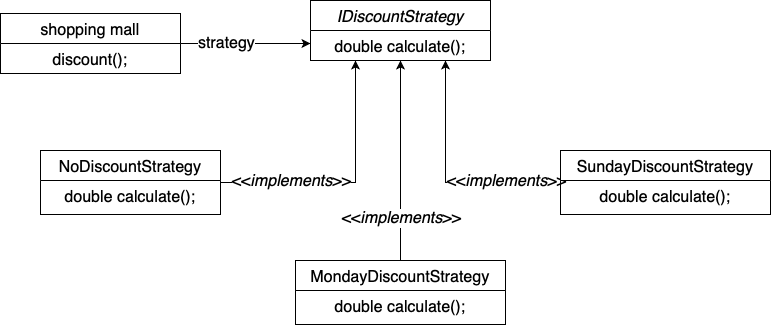 shopping mall
discount();
strategy
IDiscountStrategy
double calculate();
NoDiscountStrategy
double calculate();
<<implements>>
<<implements>>
<<implements>>
SundayDiscountStrategy
double calculate();
MondayDiscountStrategy
double calculate();